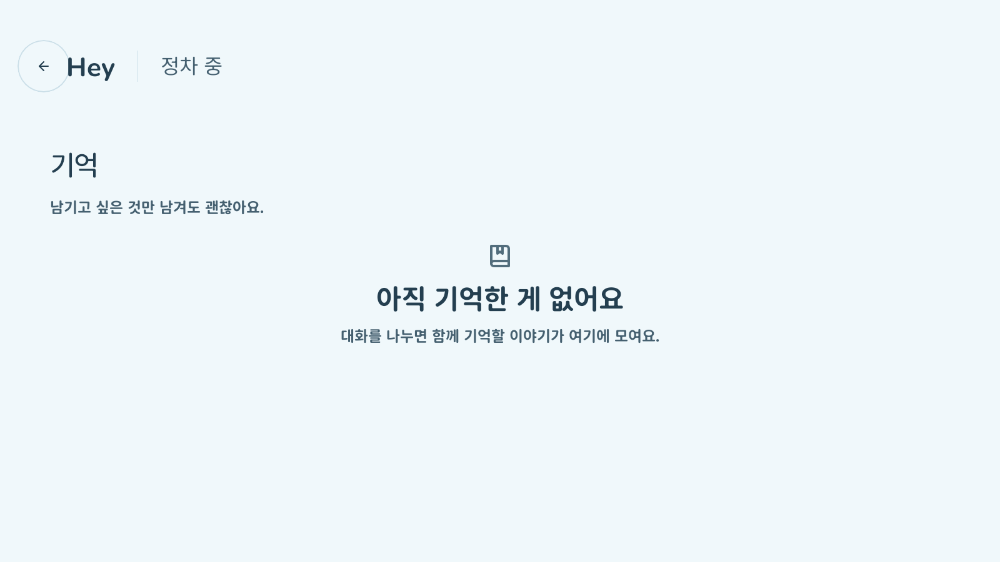 Hey
정차 중
기억
남기고 싶은 것만 남겨도 괜찮아요.
아직 기억한 게 없어요
대화를 나누면 함께 기억할 이야기가 여기에 모여요.